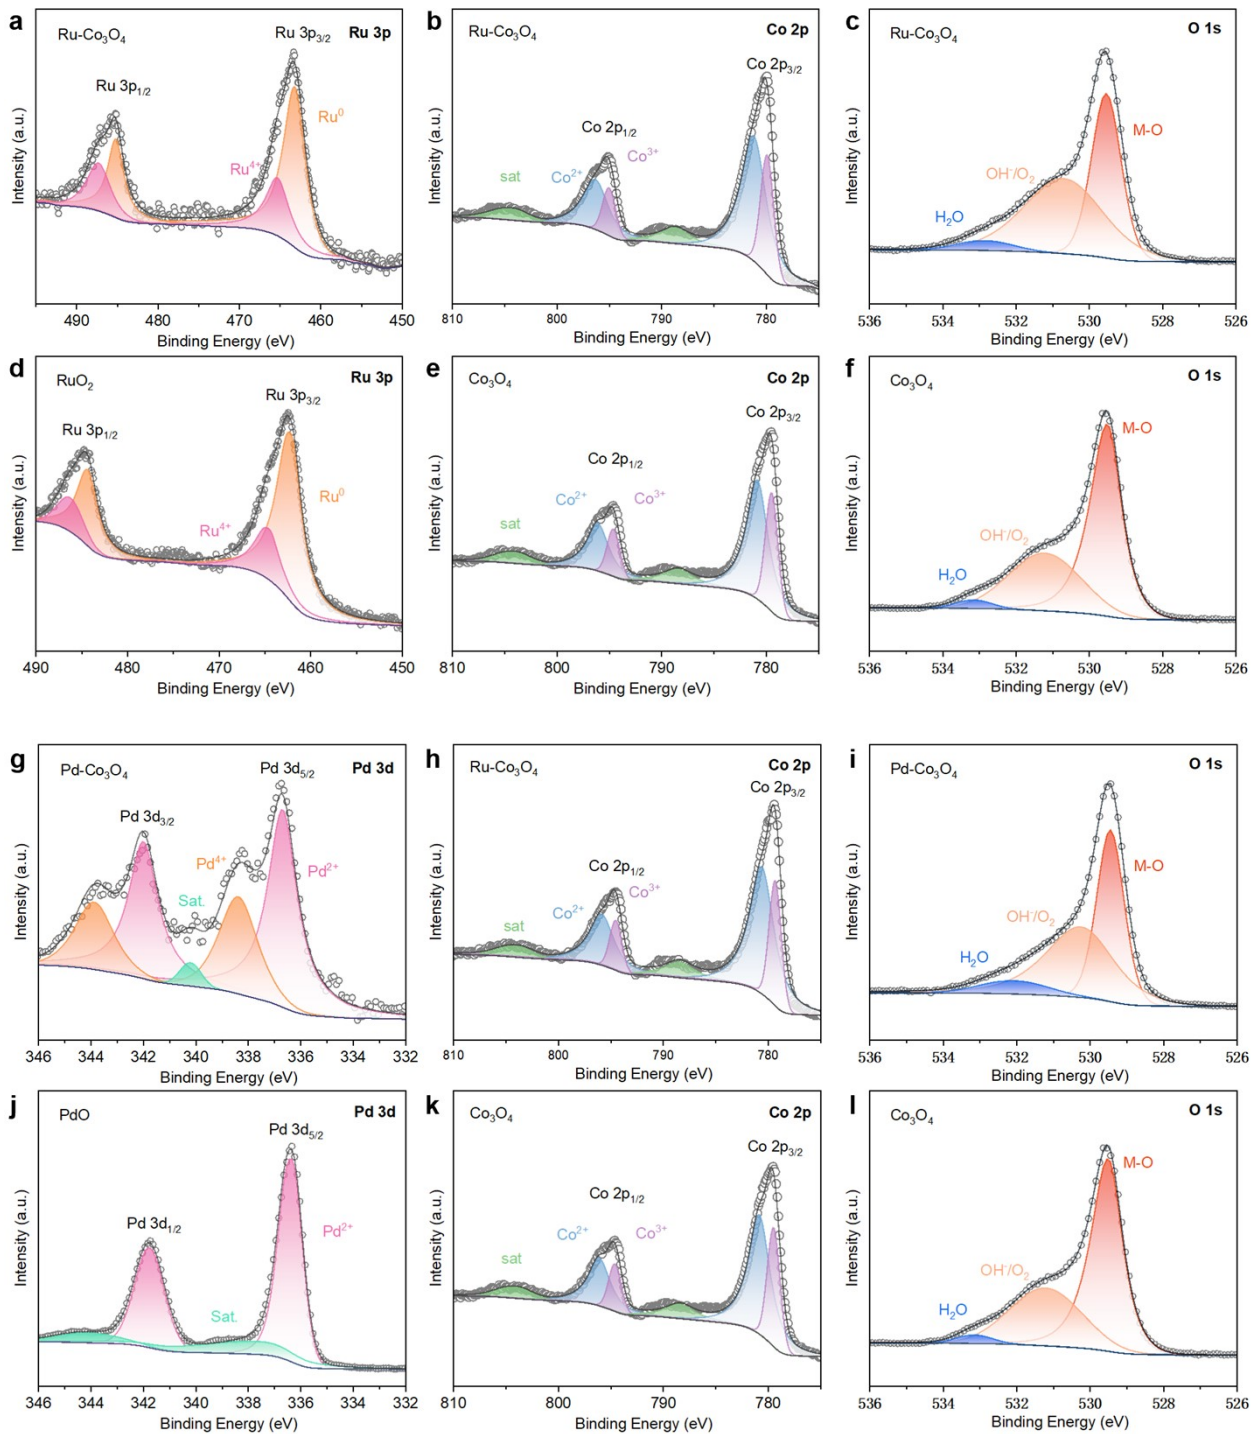 a
Ru-Co₃O₄
Ru 3p₃/₂
Ru 3p
Ru 3p₁/₂
Ru⁰
Ru⁴⁺
Intensity (a.u.)
490 480 470 460 450
Binding Energy (eV)
b
Ru-Co₃O₄
Co 2p
Co 2p₃/₂
Co 2p₁/₂
Co³⁺
Co²⁺
sat
Intensity (a.u.)
810 800 790 780
Binding Energy (eV)
c
Ru-Co₃O₄
O 1s
M-O
OH⁻/O₂
H₂O
Intensity (a.u.)
536 534 532 530 528 526
Binding Energy (eV)
d
RuO₂
Ru 3p
Ru 3p₃/₂
Ru 3p₁/₂
Ru⁰
Ru⁴⁺
Intensity (a.u.)
490 480 470 460 450
Binding Energy (eV)
e
Co₃O₄
Co 2p
Co 2p₃/₂
Co 2p₁/₂
Co²⁺
Co³⁺
sat
Intensity (a.u.)
810 800 790 780
Binding Energy (eV)
f
Co₃O₄
O 1s
M-O
OH⁻/O₂
H₂O
Intensity (a.u.)
536 534 532 530 528 526
Binding Energy (eV)
g
Pd-Co₃O₄
Pd 3d₅/₂
Pd 3d
Pd 3d₃/₂
Pd⁴⁺
Pd²⁺
Sat.
Intensity (a.u.)
346 344 342 340 338 336 334 332
Binding Energy (eV)
h
Ru-Co₃O₄
Co 2p
Co 2p₃/₂
Co 2p₁/₂
Co³⁺
Co²⁺
sat
Intensity (a.u.)
810 800 790 780
Binding Energy (eV)
i
Pd-Co₃O₄
O 1s
M-O
OH⁻/O₂
H₂O
Intensity (a.u.)
536 534 532 530 528 526
Binding Energy (eV)
j
PdO
Pd 3d
Pd 3d₅/₂
Pd 3d₁/₂
Pd²⁺
Sat.
Intensity (a.u.)
346 344 342 340 338 336 334 332
Binding Energy (eV)
k
Co₃O₄
Co 2p
Co 2p₃/₂
Co 2p₁/₂
Co²⁺
Co³⁺
sat
Intensity (a.u.)
810 800 790 780
Binding Energy (eV)
l
Co₃O₄
O 1s
M-O
OH⁻/O₂
H₂O
Intensity (a.u.)
536 534 532 530 528 526
Binding Energy (eV)